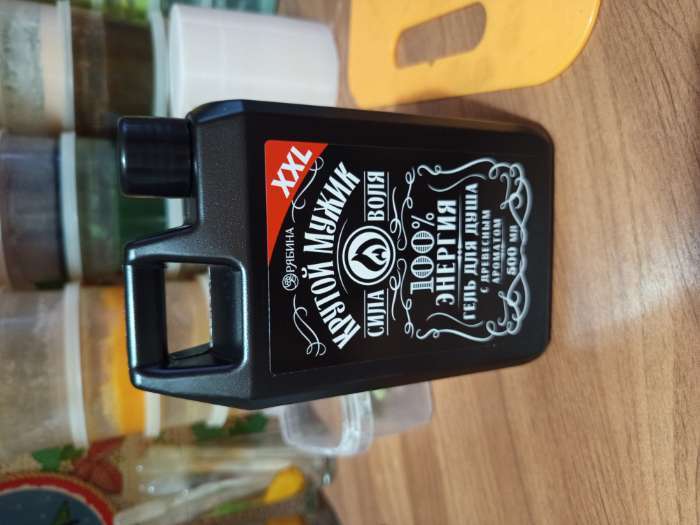 XXL
РЯБИНА
КРУТОЙ МУЖИК
СИЛА ВОЛЯ
100%
ЭНЕРГИЯ
ГЕЛЬ ДЛЯ ДУША
С ДРЕВЕСНЫМ
АРОМАТОМ
500 МЛ